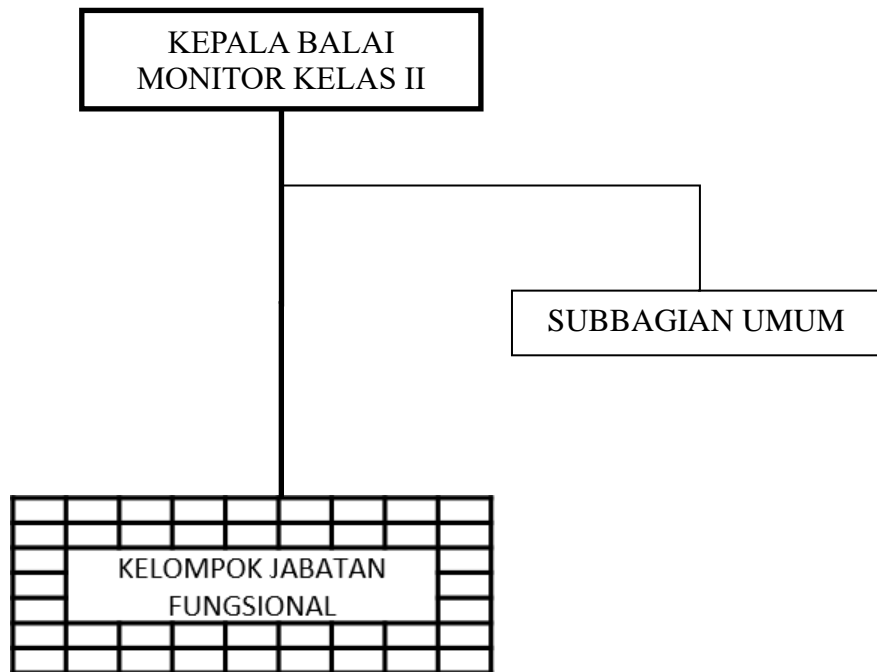 KEPALA BALAI
MONITOR KELAS II
SUBBAGIAN UMUM
KELOMPOK JABATAN
FUNGSIONAL